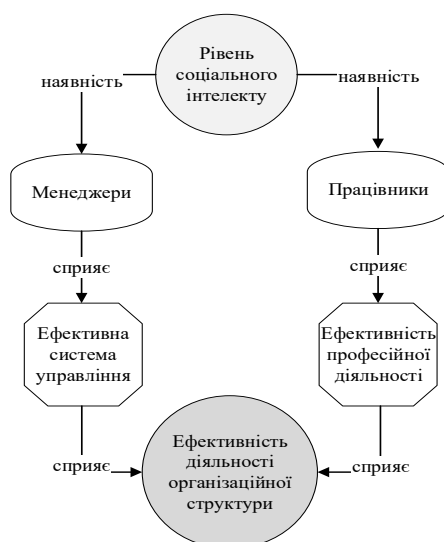 Рівень
соціального
інтелекту
наявність
наявність
Менеджери
Працівники
сприяє
сприяє
Ефективна
система
управління
Ефективність
професійної
діяльності
Ефективність
діяльності
організаційної
структури
сприяє
сприяє